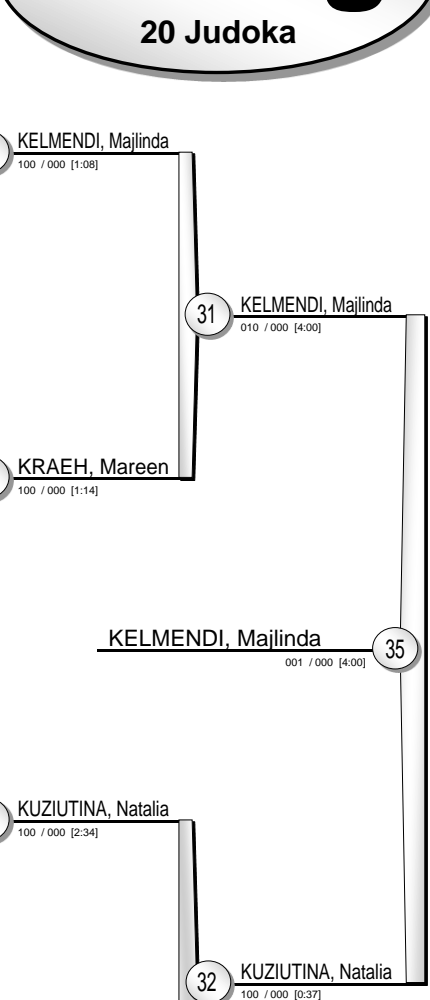 20 Judoka
KELMENDI, Majlinda
100 / 000 [1:08]
31
KELMENDI, Majlinda
010 / 000 [4:00]
KRAEH, Mareen
100 / 000 [1:14]
KELMENDI, Majlinda
35
001 / 000 [4:00]
KUZIUTINA, Natalia
100 / 000 [2:34]
32
KUZIUTINA, Natalia
100 / 000 [0:37]